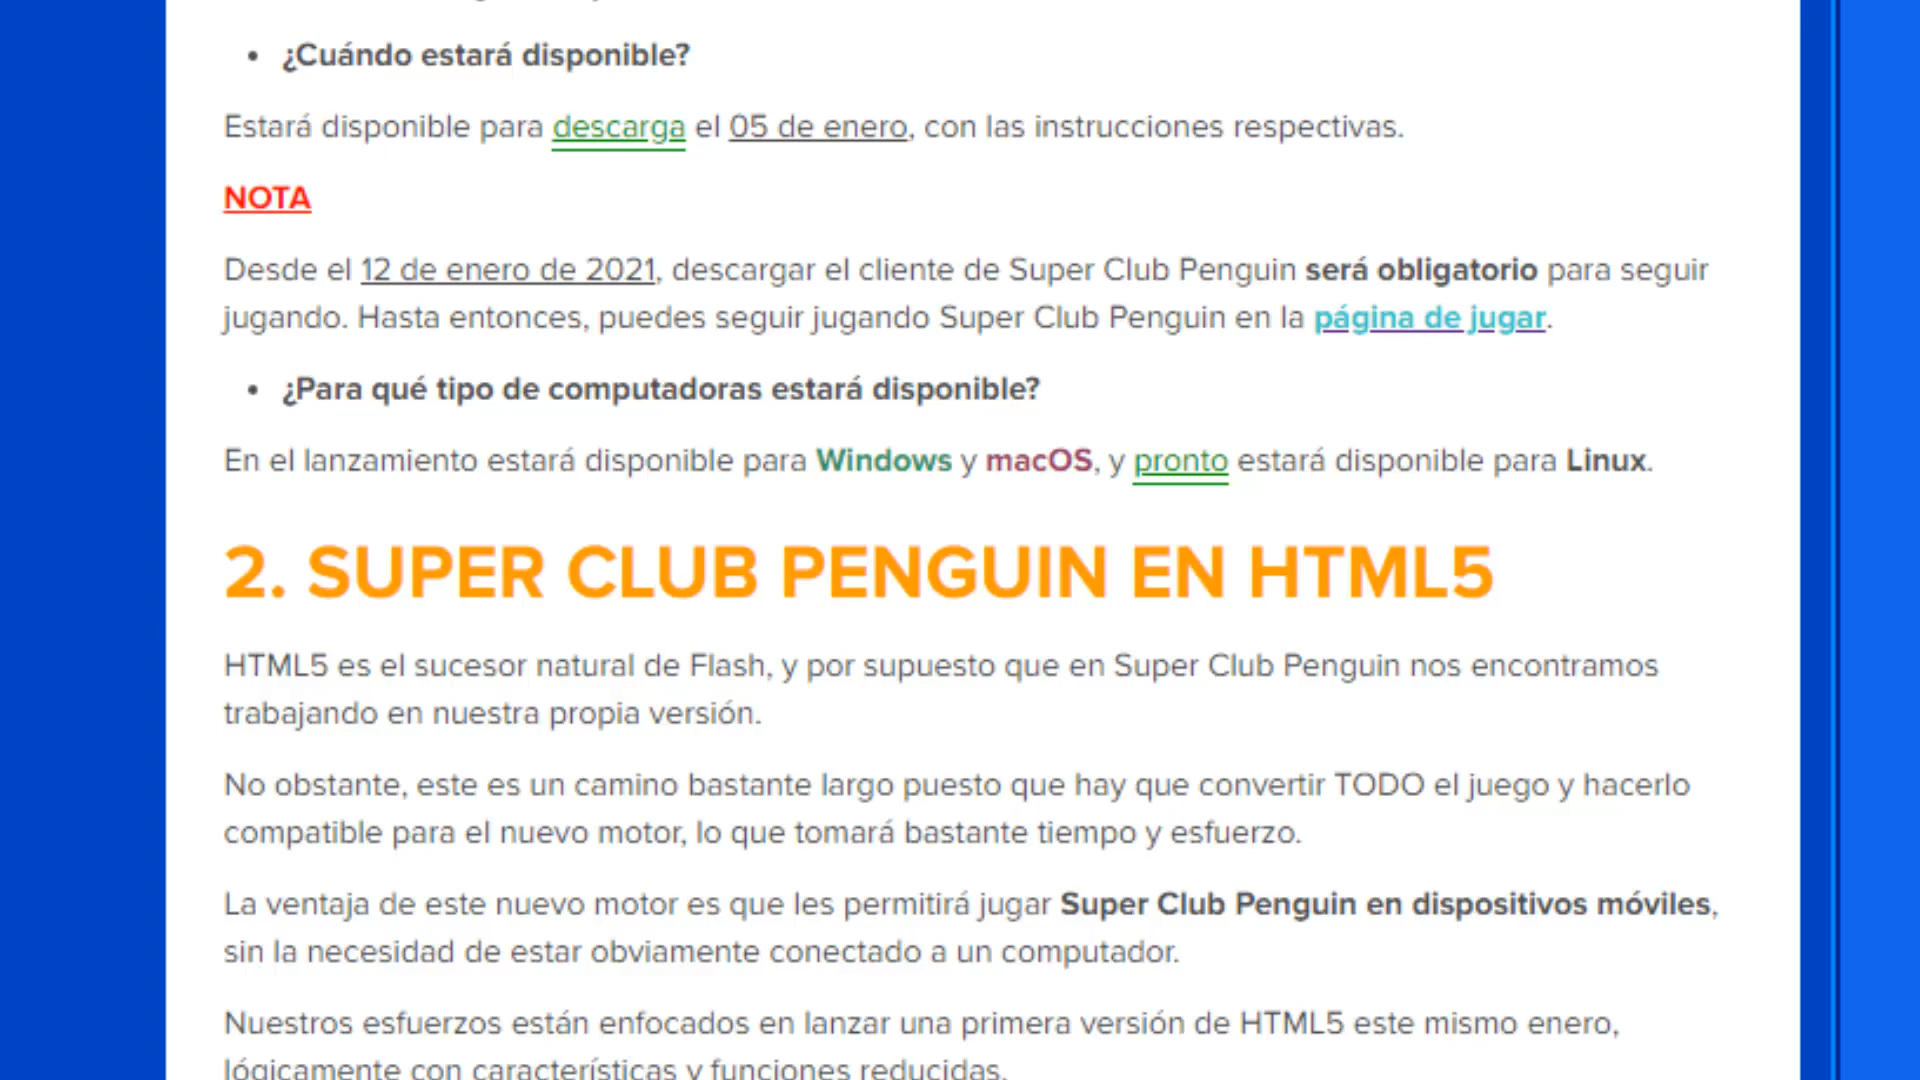 ¿Cuándo estará disponible?
Estará disponible para descarga el 05 de enero, con las instrucciones respectivas.
NOTA
Desde el 12 de enero de 2021, descargar el cliente de Super Club Penguin será obligatorio para seguir
jugando. Hasta entonces, puedes seguir jugando Super Club Penguin en la página de jugar.
¿Para qué tipo de computadoras estará disponible?
En el lanzamiento estará disponible para Windows y macOS, y pronto estará disponible para Linux.
2. SUPER CLUB PENGUIN EN HTML5
HTML5 es el sucesor natural de Flash, y por supuesto que en Super Club Penguin nos encontramos
trabajando en nuestra propia versión.
No obstante, este es un camino bastante largo puesto que hay que convertir TODO el juego y hacerlo
compatible para el nuevo motor, lo que tomará bastante tiempo y esfuerzo.
La ventaja de este nuevo motor es que les permitirá jugar Super Club Penguin en dispositivos móviles,
sin la necesidad de estar obviamente conectado a un computador.
Nuestros esfuerzos están enfocados en lanzar una primera versión de HTML5 este mismo enero,
lógicamente con características y funciones reducidas.